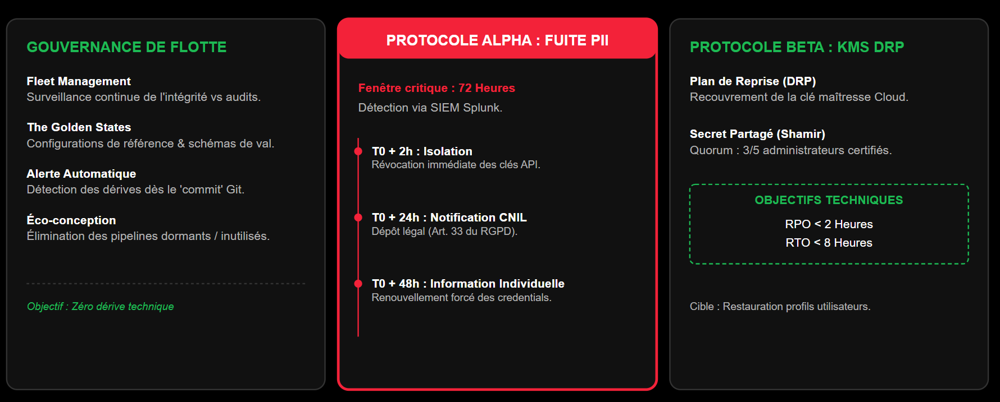 GOUVERNANCE DE FLOTTE
Fleet Management
Surveillance continue de l'intégrité vs audits.
The Golden States
Configurations de référence & schémas de val.
Alerte Automatique
Détection des dérives dès le 'commit' Git.
Éco-conception
Élimination des pipelines dormants / inutilisés.
Objectif : Zéro dérive technique
PROTOCOLE ALPHA : FUITE PII
Fenêtre critique : 72 Heures
Détection via SIEM Splunk.
T0 + 2h : Isolation
Révocation immédiate des clés API.
T0 + 24h : Notification CNIL
Dépôt légal (Art. 33 du RGPD).
T0 + 48h : Information Individuelle
Renouvellement forcé des credentials.
PROTOCOLE BETA : KMS DRP
Plan de Reprise (DRP)
Recouvrement de la clé maîtresse Cloud.
Secret Partagé (Shamir)
Quorum : 3/5 administrateurs certifiés.
OBJECTIFS TECHNIQUES
RPO < 2 Heures
RTO < 8 Heures
Cible : Restauration profils utilisateurs.